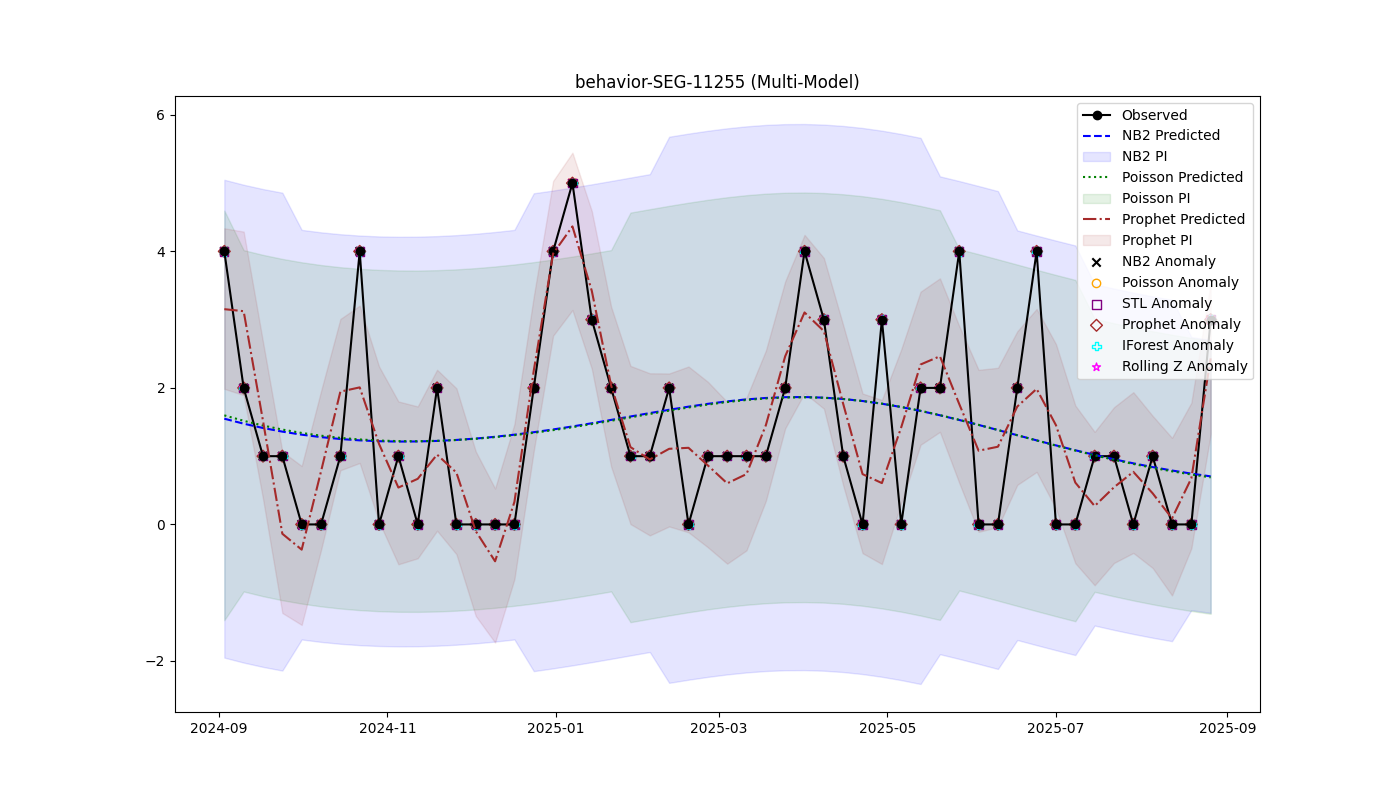 behavior-SEG-11255 (Multi-Model)
6
4
2
0
−2
2024-09
2024-11
2025-01
2025-03
2025-05
2025-07
2025-09
Observed
NB2 Predicted
NB2 PI
Poisson Predicted
Poisson PI
Prophet Predicted
Prophet PI
NB2 Anomaly
Poisson Anomaly
STL Anomaly
Prophet Anomaly
IForest Anomaly
Rolling Z Anomaly